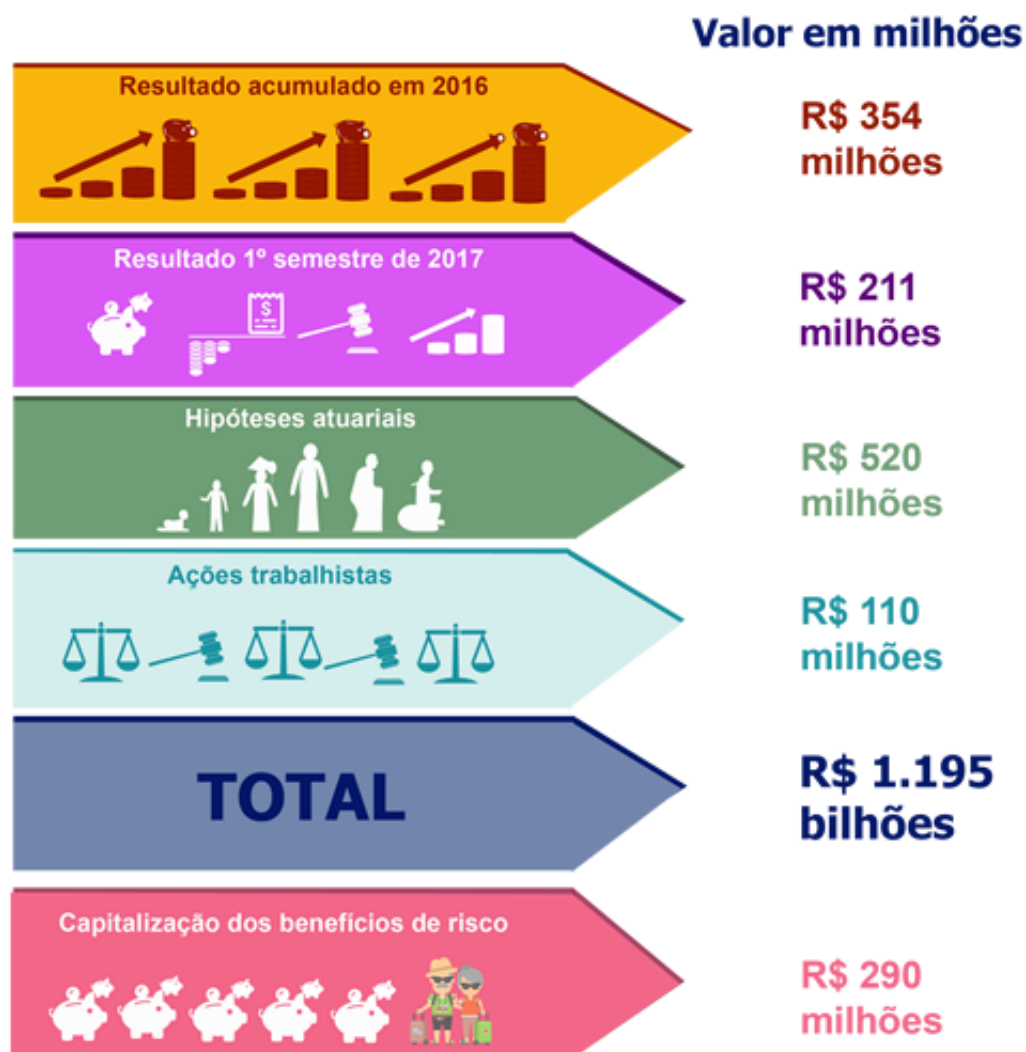 Valor em milhões
Resultado acumulado em 2016
R$ 354
milhões
Resultado 1º semestre de 2017
$
R$ 211
milhões
Hipóteses atuariais
R$ 520
milhões
Ações trabalhistas
R$ 110
milhões
TOTAL
R$ 1.195
bilhões
Capitalização dos benefícios de risco
R$ 290
milhões